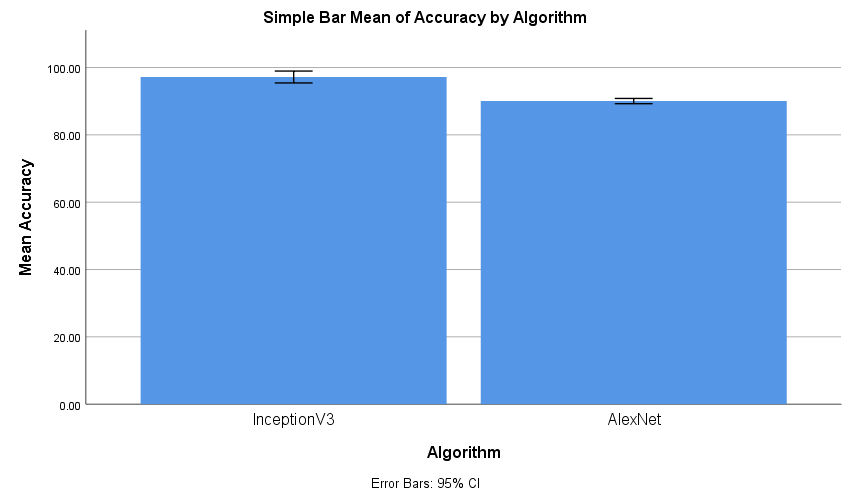 Simple Bar Mean of Accuracy by Algorithm
Mean Accuracy
100.00
80.00
60.00
40.00
20.00
0.00
InceptionV3
AlexNet
Algorithm
Error Bars: 95% CI